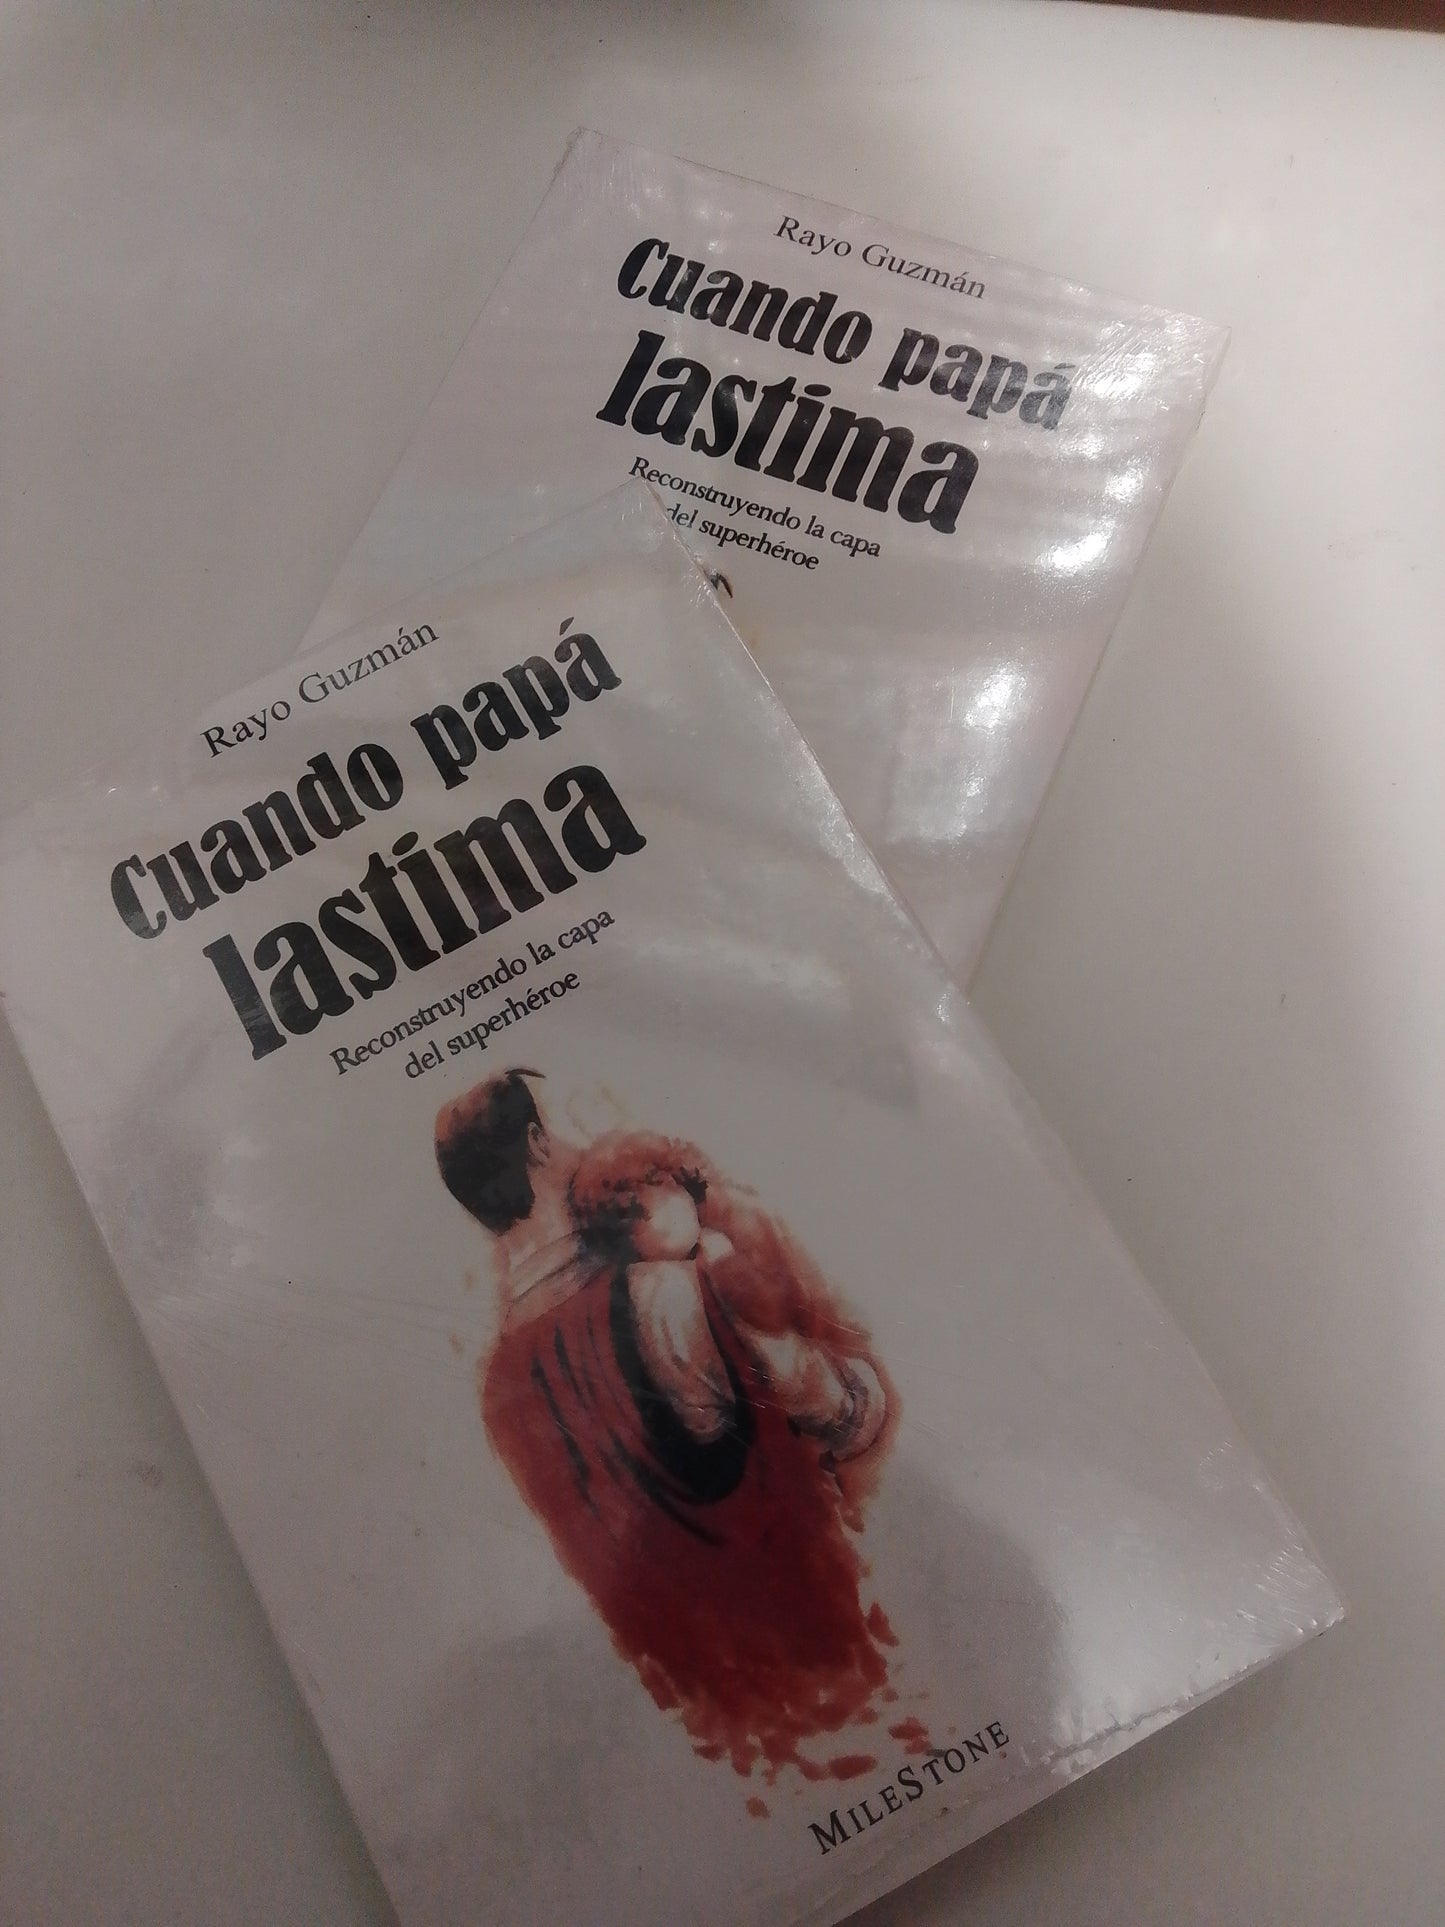 Rayo Guzmán
Cuando papá
lastima
Reconstruyendo la capa
del superhéroe
Rayo Guzmán
Cuando papá
lastima
Reconstruyendo la capa
del superhéroe
MILESTONE